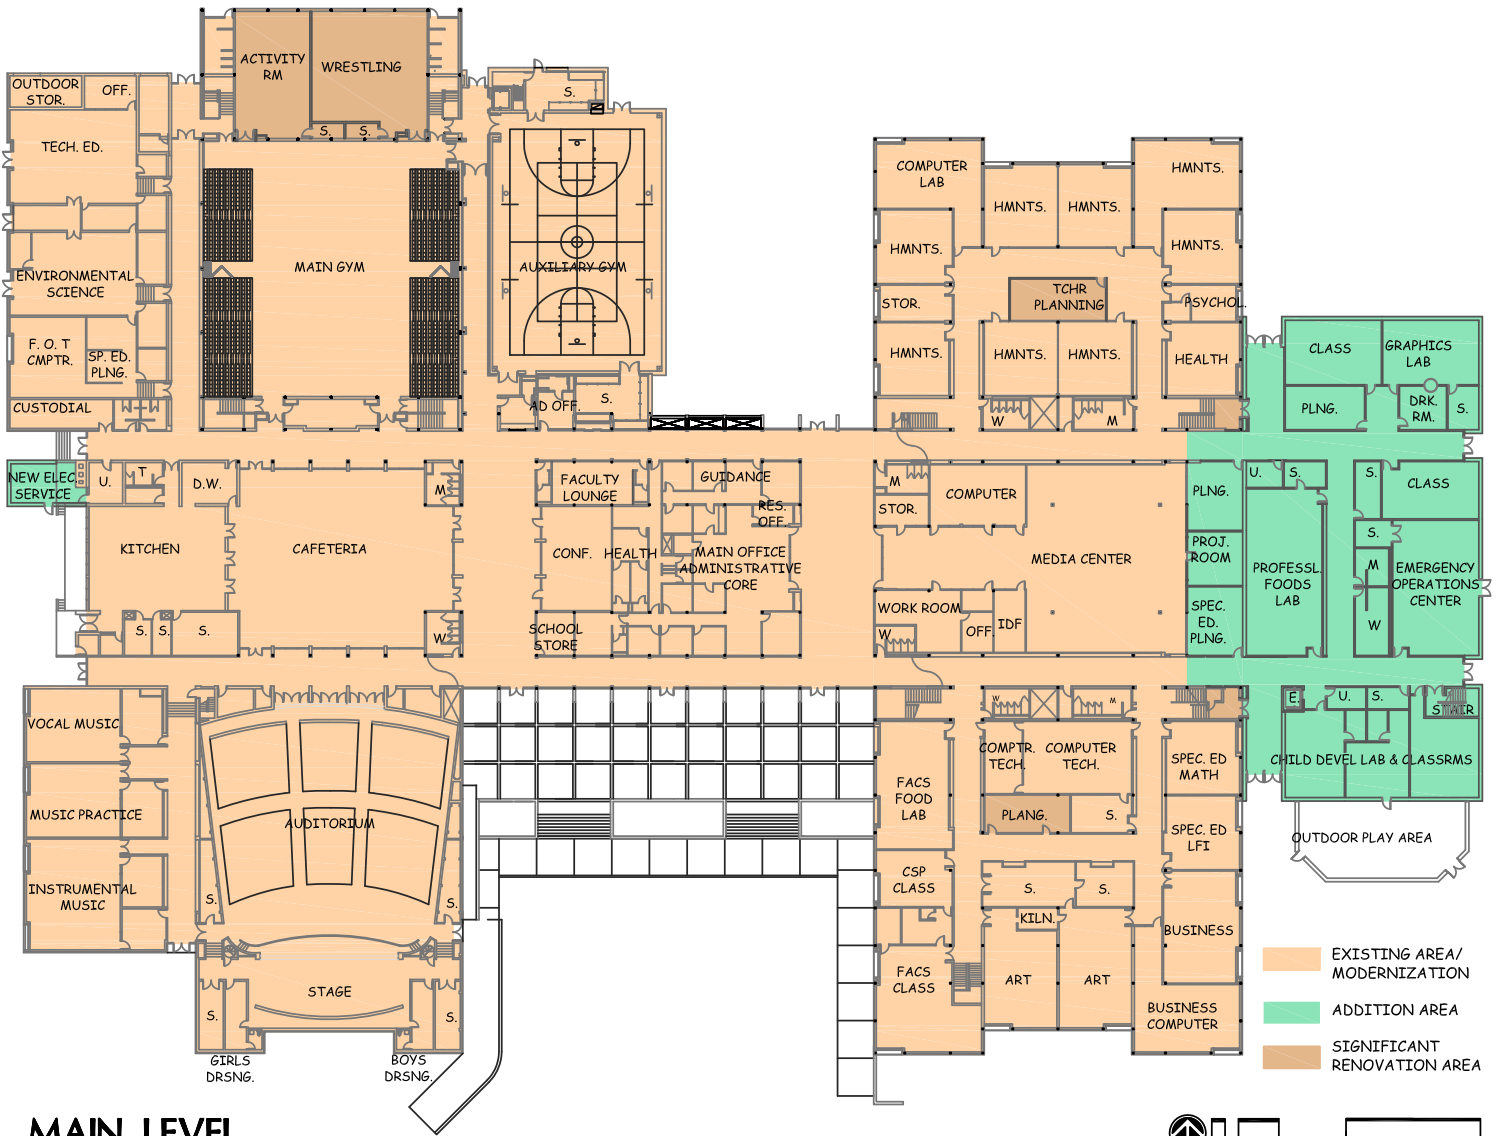 ACTIVITY
RM
WRESTLING
S.
S.
S.
OUTDOOR
STOR.
OFF.
TECH. ED.
ENVIRONMENTAL
SCIENCE
F. O. T
CMPTR.
SP. ED.
PLNG.
CUSTODIAL
MAIN GYM
AUXILIARY GYM
AD OFF.
S.
COMPUTER
LAB
HMNTS.
HMNTS.
HMNTS.
HMNTS.
HMNTS.
STOR.
TCHR
PLANNING
PSYCHOL.
HMNTS.
HMNTS.
HMNTS.
HEALTH
W
M
CLASS
GRAPHICS
LAB
PLNG.
DRK.
RM.
S.
NEW ELEC.
SERVICE
U.
T
D.W.
M
KITCHEN
CAFETERIA
S.
S.
S.
W
FACULTY
LOUNGE
GUIDANCE
RES.
OFF.
CONF.
HEALTH
MAIN OFFICE
ADMINISTRATIVE
CORE
SCHOOL
STORE
M
STOR.
COMPUTER
MEDIA CENTER
WORK ROOM
W
OFF.
IDF
PLNG.
PROJ.
ROOM
SPEC.
ED.
PLNG.
U.
S.
PROFESSL.
FOODS
LAB
S.
CLASS
S.
M
W
EMERGENCY
OPERATIONS
CENTER
E.
U.
S.
STAIR
CHILD DEVEL LAB & CLASSRMS
OUTDOOR PLAY AREA
VOCAL MUSIC
MUSIC PRACTICE
INSTRUMENTAL
MUSIC
AUDITORIUM
S.
S.
STAGE
S.
S.
GIRLS
DRSNG.
BOYS
DRSNG.
W
M
COMPTR.
TECH.
COMPUTER
TECH.
FACS
FOOD
LAB
PLANG.
S.
SPEC. ED
MATH
SPEC. ED
LFI
CSP
CLASS
S.
S.
KILN.
BUSINESS
FACS
CLASS
ART
ART
BUSINESS
COMPUTER
EXISTING AREA/
MODERNIZATION
ADDITION AREA
SIGNIFICANT
RENOVATION AREA
MAIN LEVEL